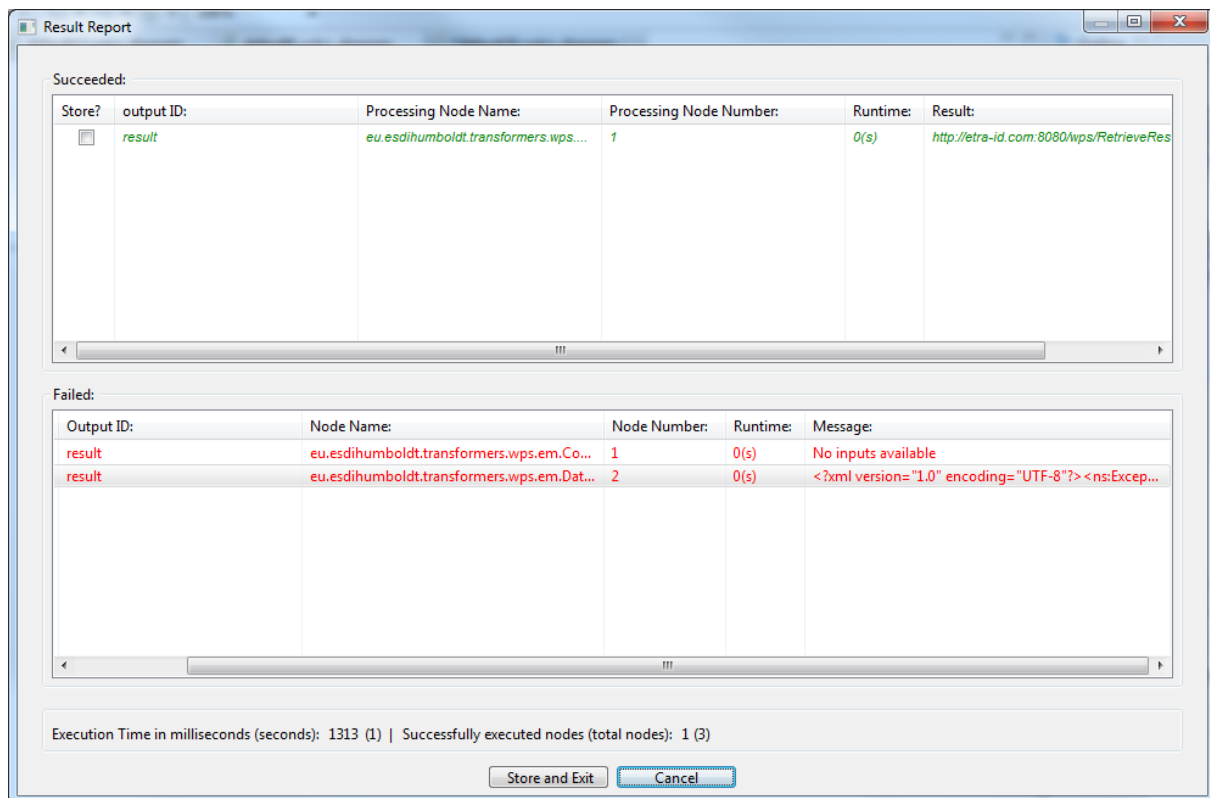 Result Report
Succeeded:
Store? output ID: Processing Node Name: Processing Node Number: Runtime: Result:
result eu.esdihumboldt.transformers.wps.... 1 0(s) http://etra-id.com:8080/wps/RetrieveRes
Failed:
Output ID: Node Name: Node Number: Runtime: Message:
result eu.esdihumboldt.transformers.wps.em.Co... 1 0(s) No inputs available
result eu.esdihumboldt.transformers.wps.em.Dat... 2 0(s) <?xml version="1.0" encoding="UTF-8"?><ns:Excep...
Execution Time in milliseconds (seconds): 1313 (1) | Successfully executed nodes (total nodes): 1 (3)
Store and Exit Cancel